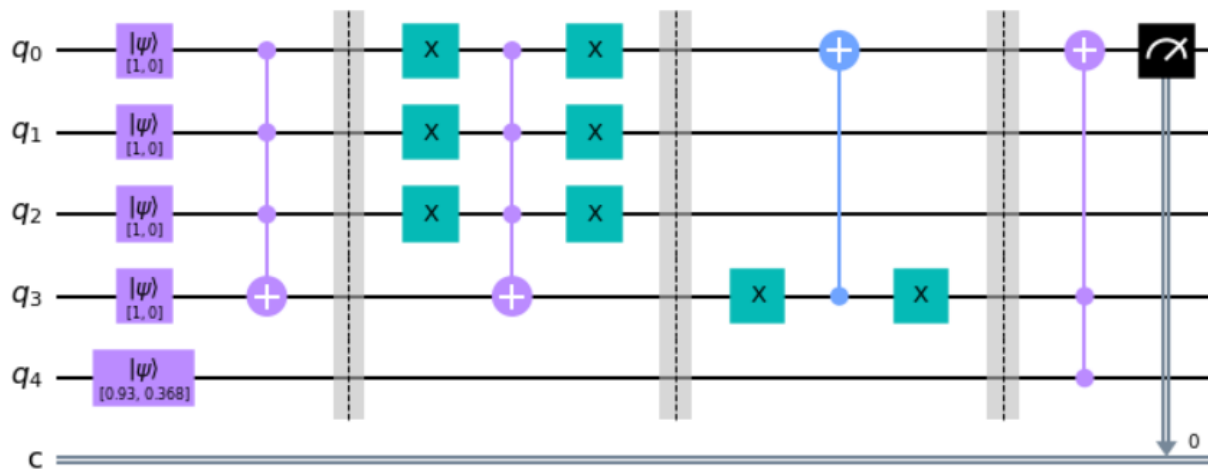 q0 |ψ⟩ [1, 0] X X
q1 |ψ⟩ [1, 0] X X
q2 |ψ⟩ [1, 0] X X
q3 |ψ⟩ [1, 0] X X
q4 |ψ⟩ [0.93, 0.368]
c 0